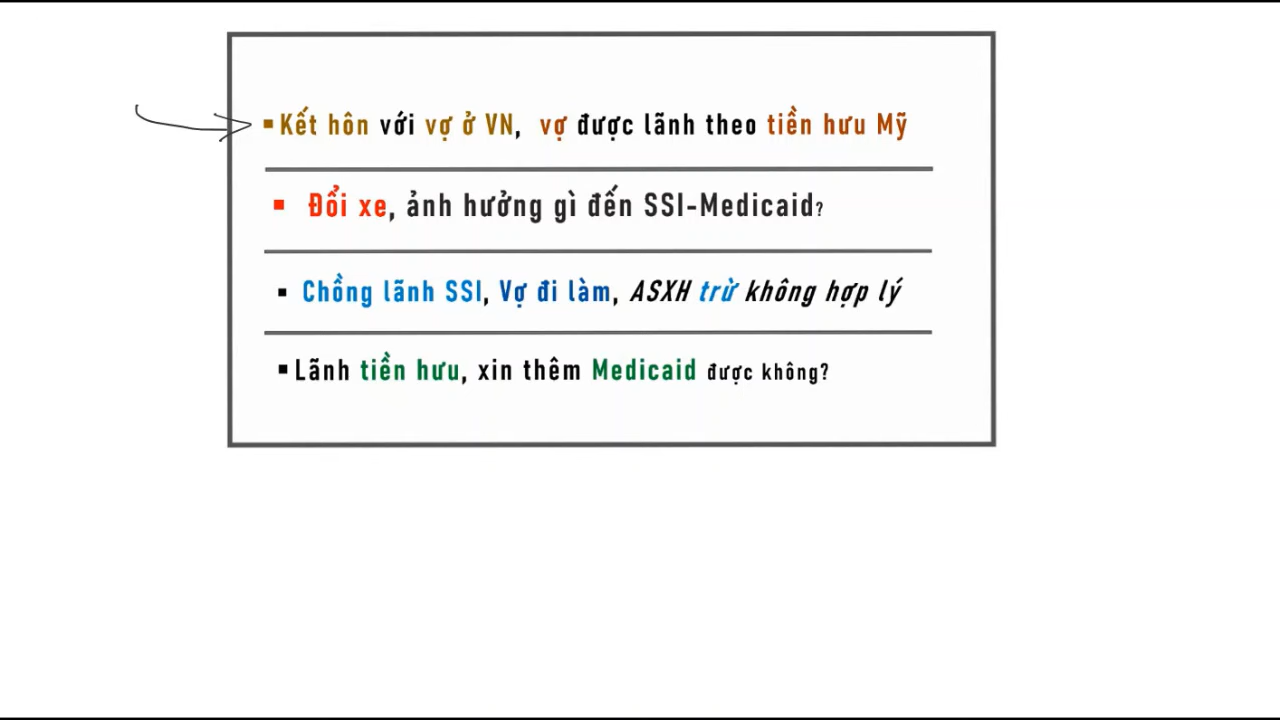 ▪ Kết hôn với vợ ở VN, vợ được lãnh theo tiền hưu Mỹ
▪ Đổi xe, ảnh hưởng gì đến SSI-Medicaid?
▪ Chồng lãnh SSI, Vợ đi làm, ASXH trừ không hợp lý
▪ Lãnh tiền hưu, xin thêm Medicaid được không?